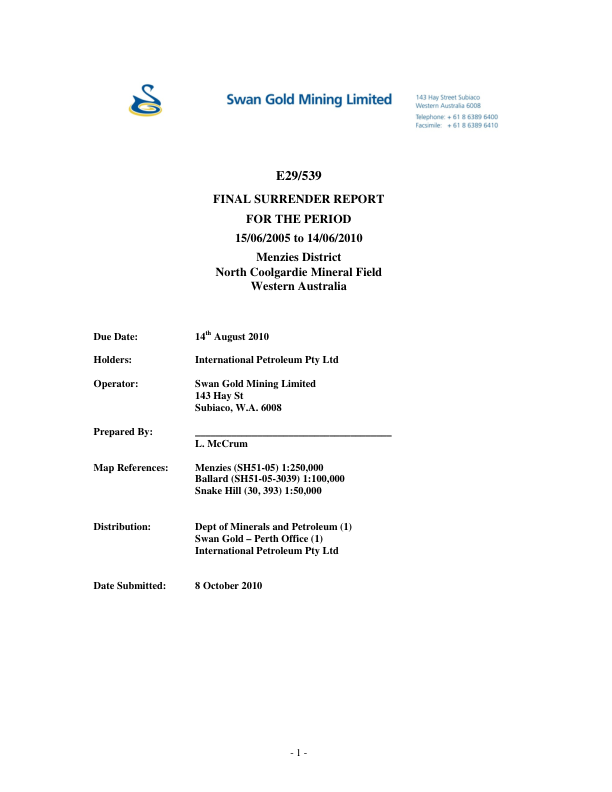 Swan Gold Mining Limited
143 Hay Street Subiaco
Western Australia 6008
Telephone: + 61 8 6389 6400
Facsimile: + 61 8 6389 6410
E29/539
FINAL SURRENDER REPORT
FOR THE PERIOD
15/06/2005 to 14/06/2010
Menzies District
North Coolgardie Mineral Field
Western Australia
Due Date: 14th August 2010
Holders: International Petroleum Pty Ltd
Operator: Swan Gold Mining Limited
143 Hay St
Subiaco, W.A. 6008
Prepared By:
L. McCrum
Map References: Menzies (SH51-05) 1:250,000
Ballard (SH51-05-3039) 1:100,000
Snake Hill (30, 393) 1:50,000
Distribution: Dept of Minerals and Petroleum (1)
Swan Gold – Perth Office (1)
International Petroleum Pty Ltd
Date Submitted: 8 October 2010
- 1 -